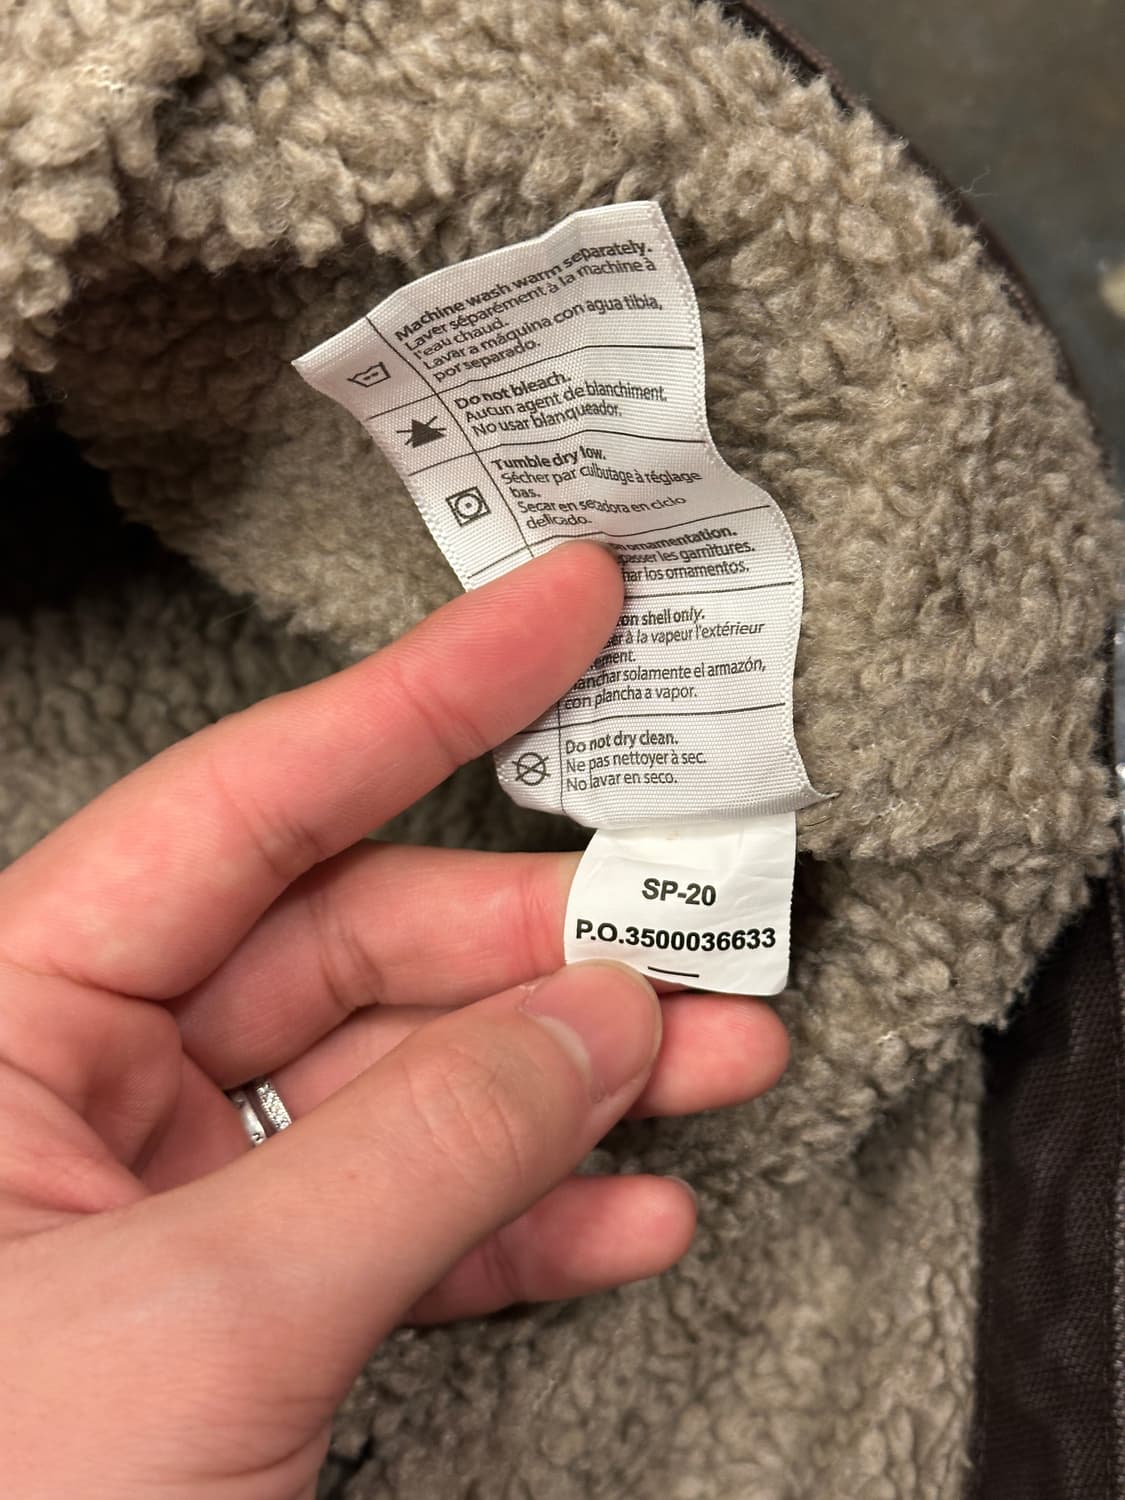 Machine wash warm separately.
Laver séparément à la machine à
l'eau chaud.
Lavar a máquina con agua tibia,
por separado.
Do not bleach.
Aucun agent de blanchiment.
No usar blanqueador.
Tumble dry low.
Sécher par culbutage à réglage
bas.
Secar en secadora en ciclo
delicado.
ornamentation.
les garnitures.
los ornamentos.
shell only.
à la vapeur l'extérieur
solamente el armazón,
con plancha a vapor.
Do not dry clean.
Ne pas nettoyer à sec.
No lavar en seco.
SP-20
P.O.3500036633